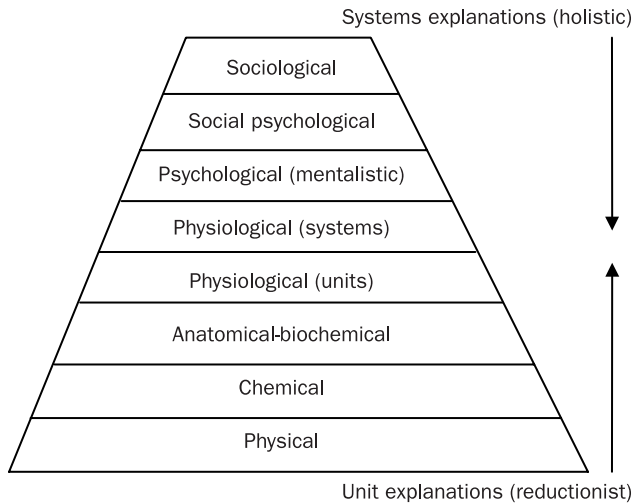 Systems explanations (holistic)
Sociological
Social psychological
Psychological (mentalistic)
Physiological (systems)
Physiological (units)
Anatomical-biochemical
Chemical
Physical
Unit explanations (reductionist)